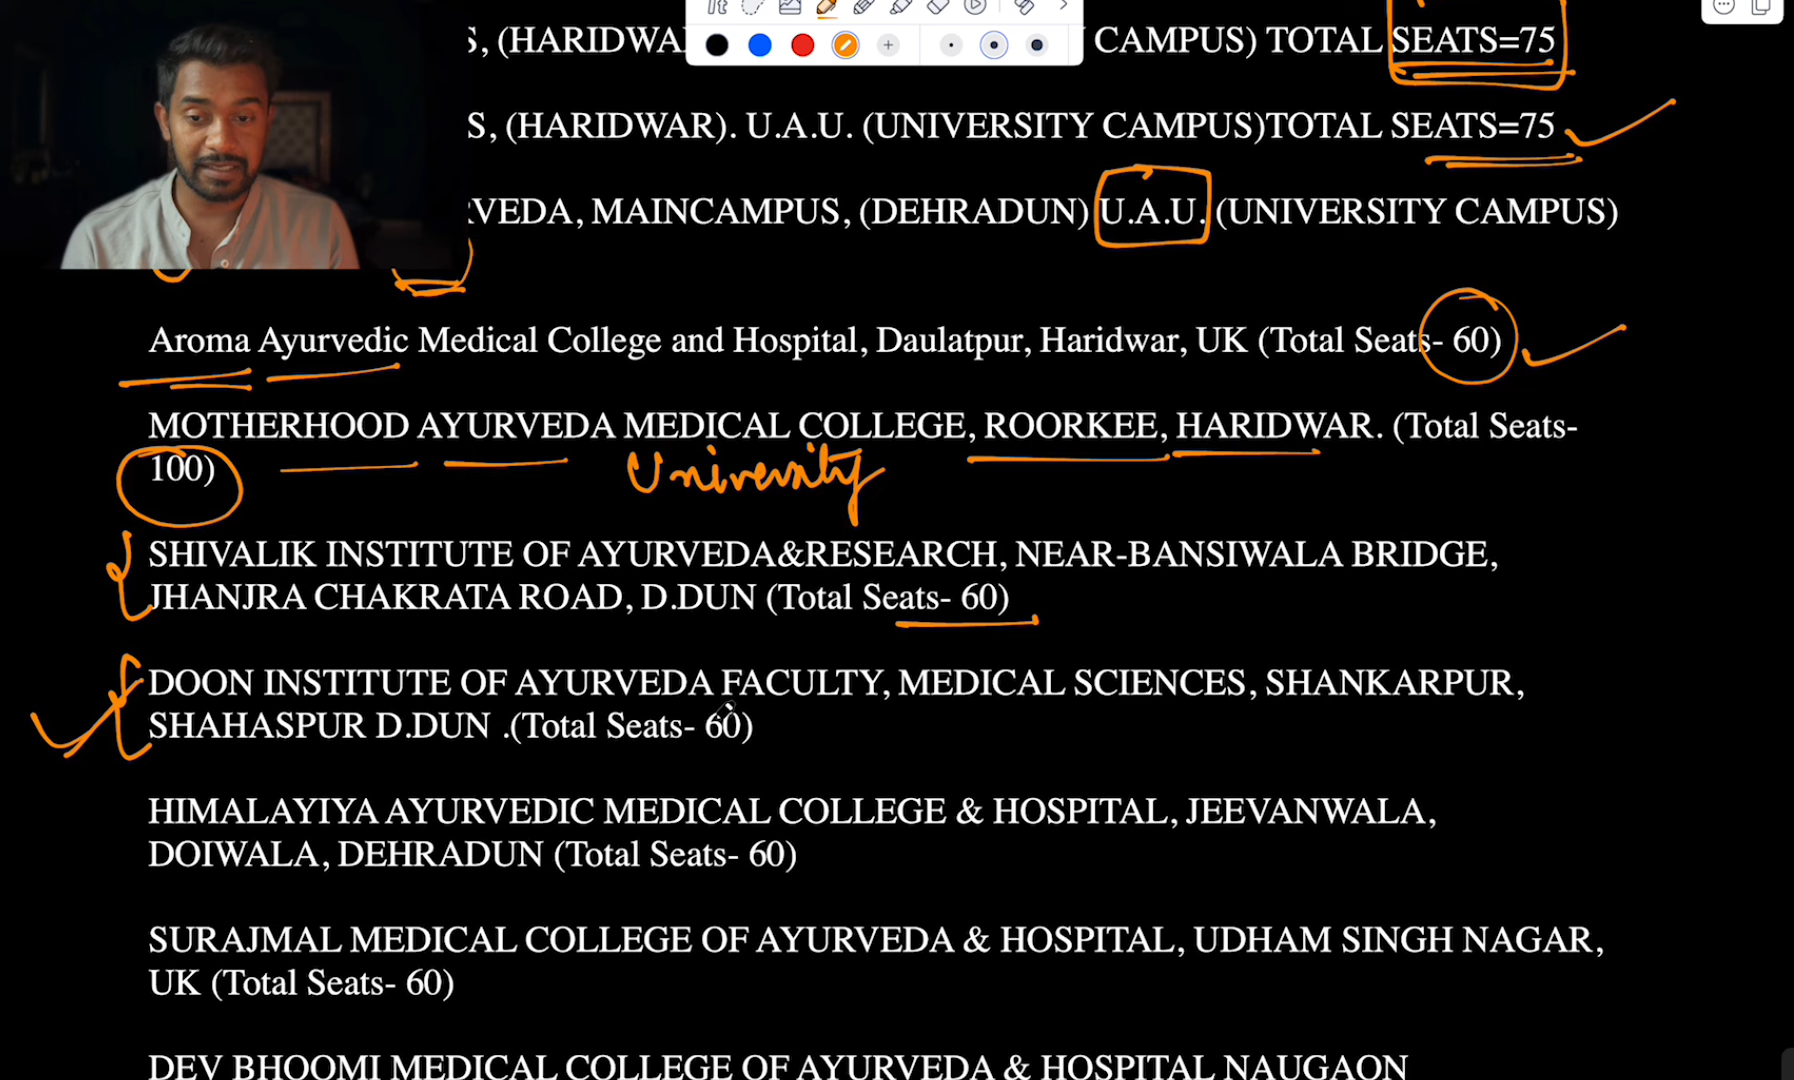 S, (HARIDWA CAMPUS) TOTAL SEATS=75
S, (HARIDWAR). U.A.U. (UNIVERSITY CAMPUS)TOTAL SEATS=75
VEDA, MAINCAMPUS, (DEHRADUN) U.A.U. (UNIVERSITY CAMPUS)
Aroma Ayurvedic Medical College and Hospital, Daulatpur, Haridwar, UK (Total Seats- 60)
MOTHERHOOD AYURVEDA MEDICAL COLLEGE, ROORKEE, HARIDWAR. (Total Seats-
100)
University
SHIVALIK INSTITUTE OF AYURVEDA&RESEARCH, NEAR-BANSIWALA BRIDGE,
JHANJRA CHAKRATA ROAD, D.DUN (Total Seats- 60)
DOON INSTITUTE OF AYURVEDA FACULTY, MEDICAL SCIENCES, SHANKARPUR,
SHAHASPUR D.DUN .(Total Seats- 60)
HIMALAYIYA AYURVEDIC MEDICAL COLLEGE & HOSPITAL, JEEVANWALA,
DOIWALA, DEHRADUN (Total Seats- 60)
SURAJMAL MEDICAL COLLEGE OF AYURVEDA & HOSPITAL, UDHAM SINGH NAGAR,
UK (Total Seats- 60)
DEV BHOOMI MEDICAL COLLEGE OF AYURVEDA & HOSPITAL NAUGAON